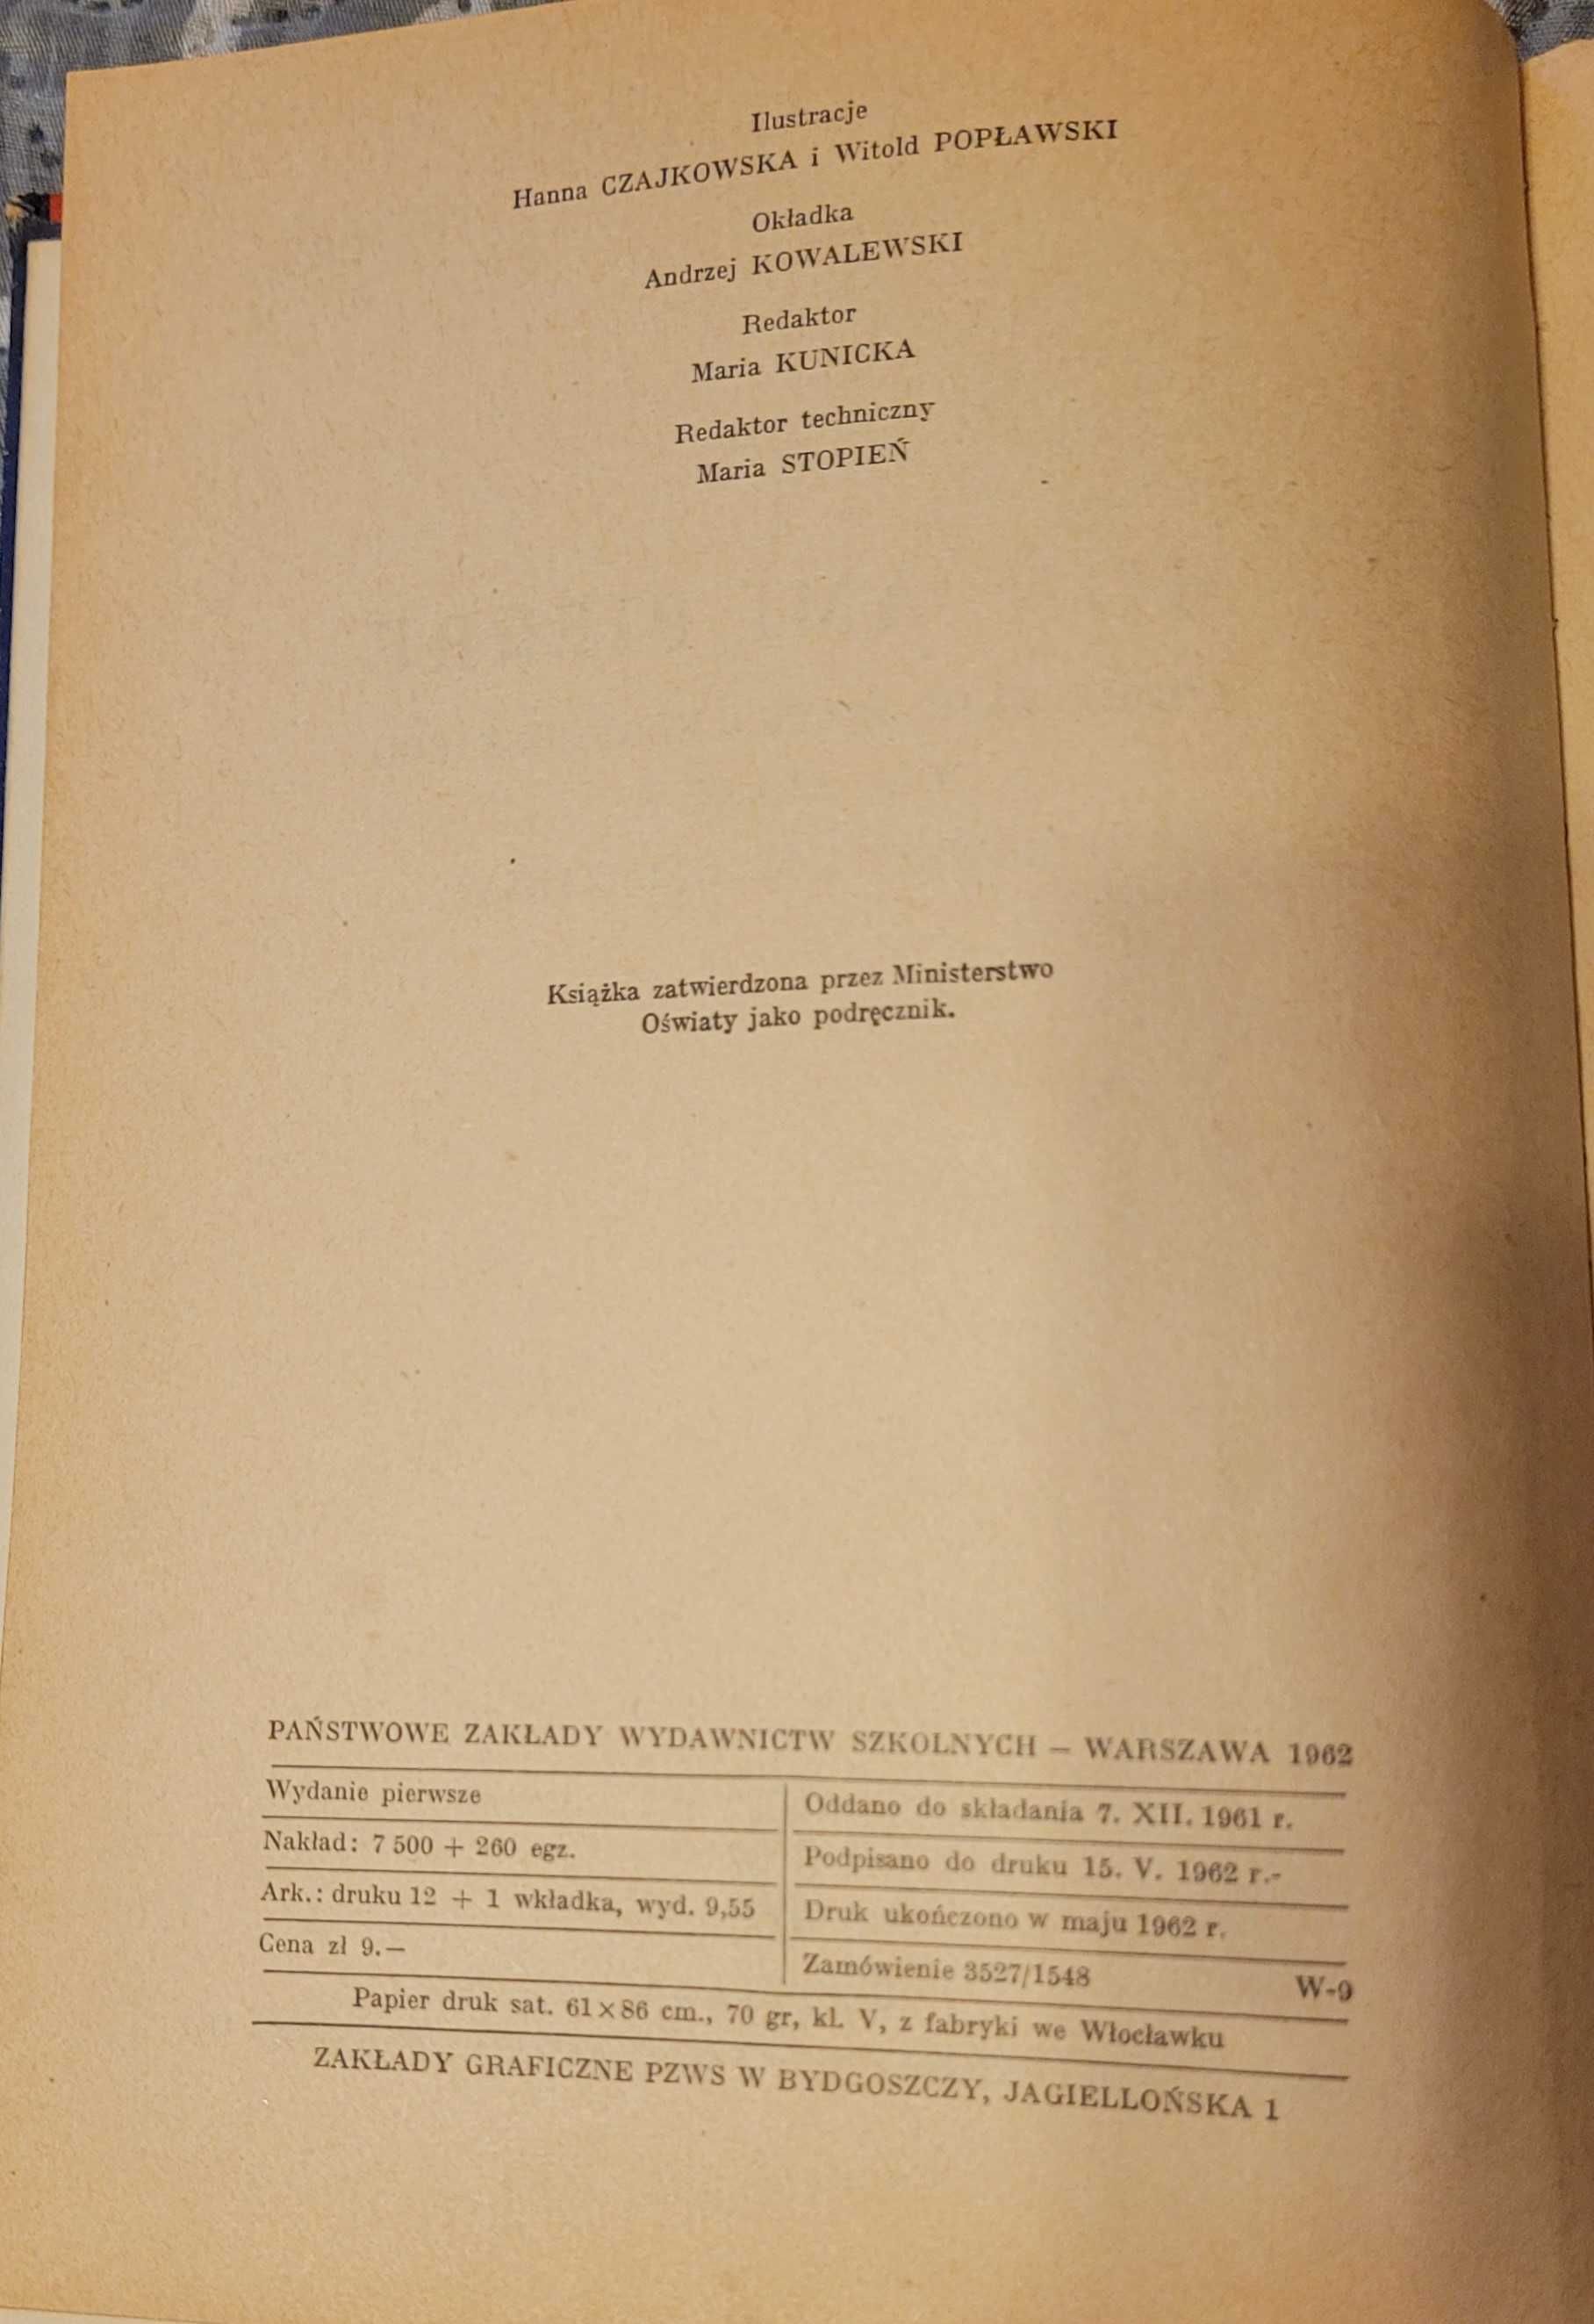 Ilustracje
Hanna CZAJKOWSKA i Witold POPŁAWSKI
Okładka
Andrzej KOWALEWSKI
Redaktor
Maria KUNICKA
Redaktor techniczny
Maria STOPIEŃ
Książka zatwierdzona przez Ministerstwo
Oświaty jako podręcznik.
PAŃSTWOWE ZAKŁADY WYDAWNICTW SZKOLNYCH — WARSZAWA 1962
Wydanie pierwsze
Nakład: 7 500 + 260 egz.
Ark.: druku 12 + 1 wkładka, wyd. 9,55
Cena zł 9.—
Oddano do składania 7. XII. 1961 r.
Podpisano do druku 15. V. 1962 r.-
Druk ukończono w maju 1962 r.
Zamówienie 3527/1548 W-9
Papier druk sat. 61×86 cm., 70 gr, kl. V, z fabryki we Włocławku
ZAKŁADY GRAFICZNE PZWS W BYDGOSZCZY, JAGIELLOŃSKA 1